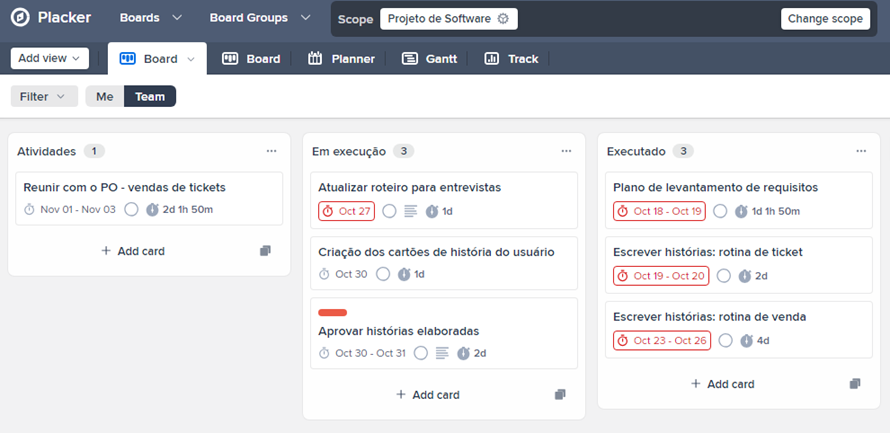 Placker Boards Board Groups Scope Projeto de Software Change scope
Add view Board Board Planner Gantt Track
Filter Me Team
Atividades 1 ...
Reunir com o PO - vendas de tickets
Nov 01 - Nov 03 2d 1h 50m
+ Add card
Em execução 3 ...
Atualizar roteiro para entrevistas
Oct 27 1d
Criação dos cartões de história do usuário
Oct 30 1d
Aprovar histórias elaboradas
Oct 30 - Oct 31 2d
+ Add card
Executado 3 ...
Plano de levantamento de requisitos
Oct 18 - Oct 19 1d 1h 50m
Escrever histórias: rotina de ticket
Oct 19 - Oct 20 2d
Escrever histórias: rotina de venda
Oct 23 - Oct 26 4d
+ Add card